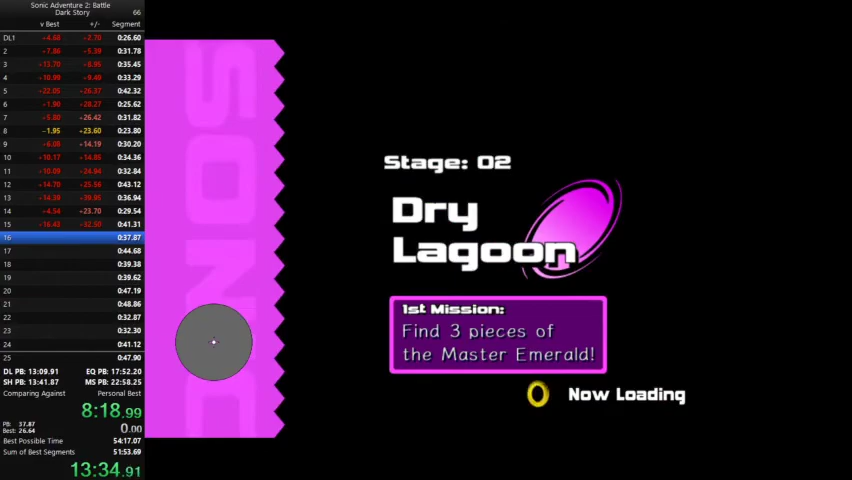 Sonic Adventure 2: Battle
Dark Story 66
v Best +/- Segment
DL1 +4.68 -2.70 0:26.60
2 +7.86 -5.39 0:31.78
3 +13.70 +8.95 0:35.45
4 +10.99 +9.49 0:33.29
5 +22.05 +26.37 0:42.32
6 +1.90 +28.27 0:25.62
7 +5.80 +26.42 0:31.82
8 −1.95 +23.60 0:23.80
9 +6.08 +14.19 0:30.20
10 +10.17 +14.85 0:34.36
11 +10.09 +24.94 0:32.84
12 +14.78 +25.56 0:43.12
13 +14.39 +20.95 0:36.94
14 +4.54 +23.70 0:29.54
15 +16.43 +32.50 0:41.31
16 0:37.87
17 0:44.68
18 0:39.38
19 0:39.62
20 0:47.19
21 0:48.86
22 0:32.87
23 0:32.30
24 0:41.12
25 0:47.90
DL PB: 13:09.91 EQ PB: 17:52.20
SH PB: 13:41.87 MS PB: 22:58.25
Comparing Against Personal Best
8:18.99
PB: 37.87
Best: 26.64
0.00
Best Possible Time 54:17.07
Sum of Best Segments 51:53.69
13:34.91
SONIC
Stage: 02
Dry
Lagoon
1st Mission:
Find 3 pieces of
the Master Emerald!
Now Loading